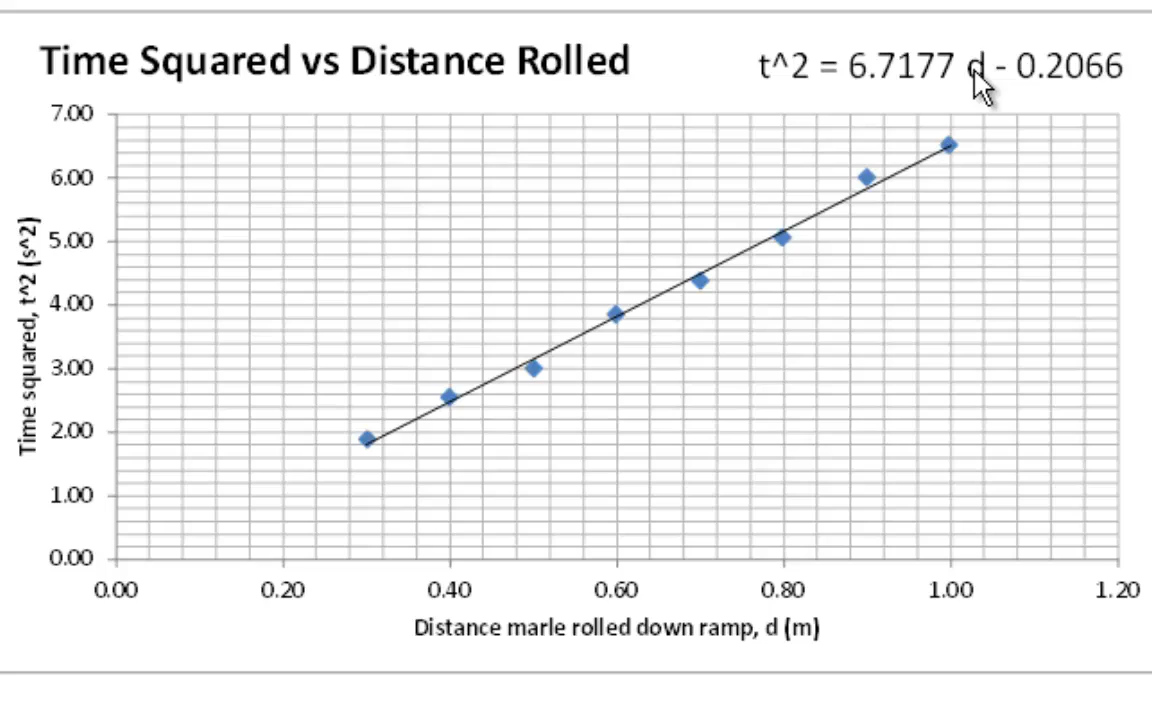 Time Squared vs Distance Rolled
t^2 = 6.7177 d - 0.2066
7.00
6.00
5.00
4.00
3.00
2.00
1.00
0.00
Time squared, t^2 (s^2)
0.00 0.20 0.40 0.60 0.80 1.00 1.20
Distance marle rolled down ramp, d (m)